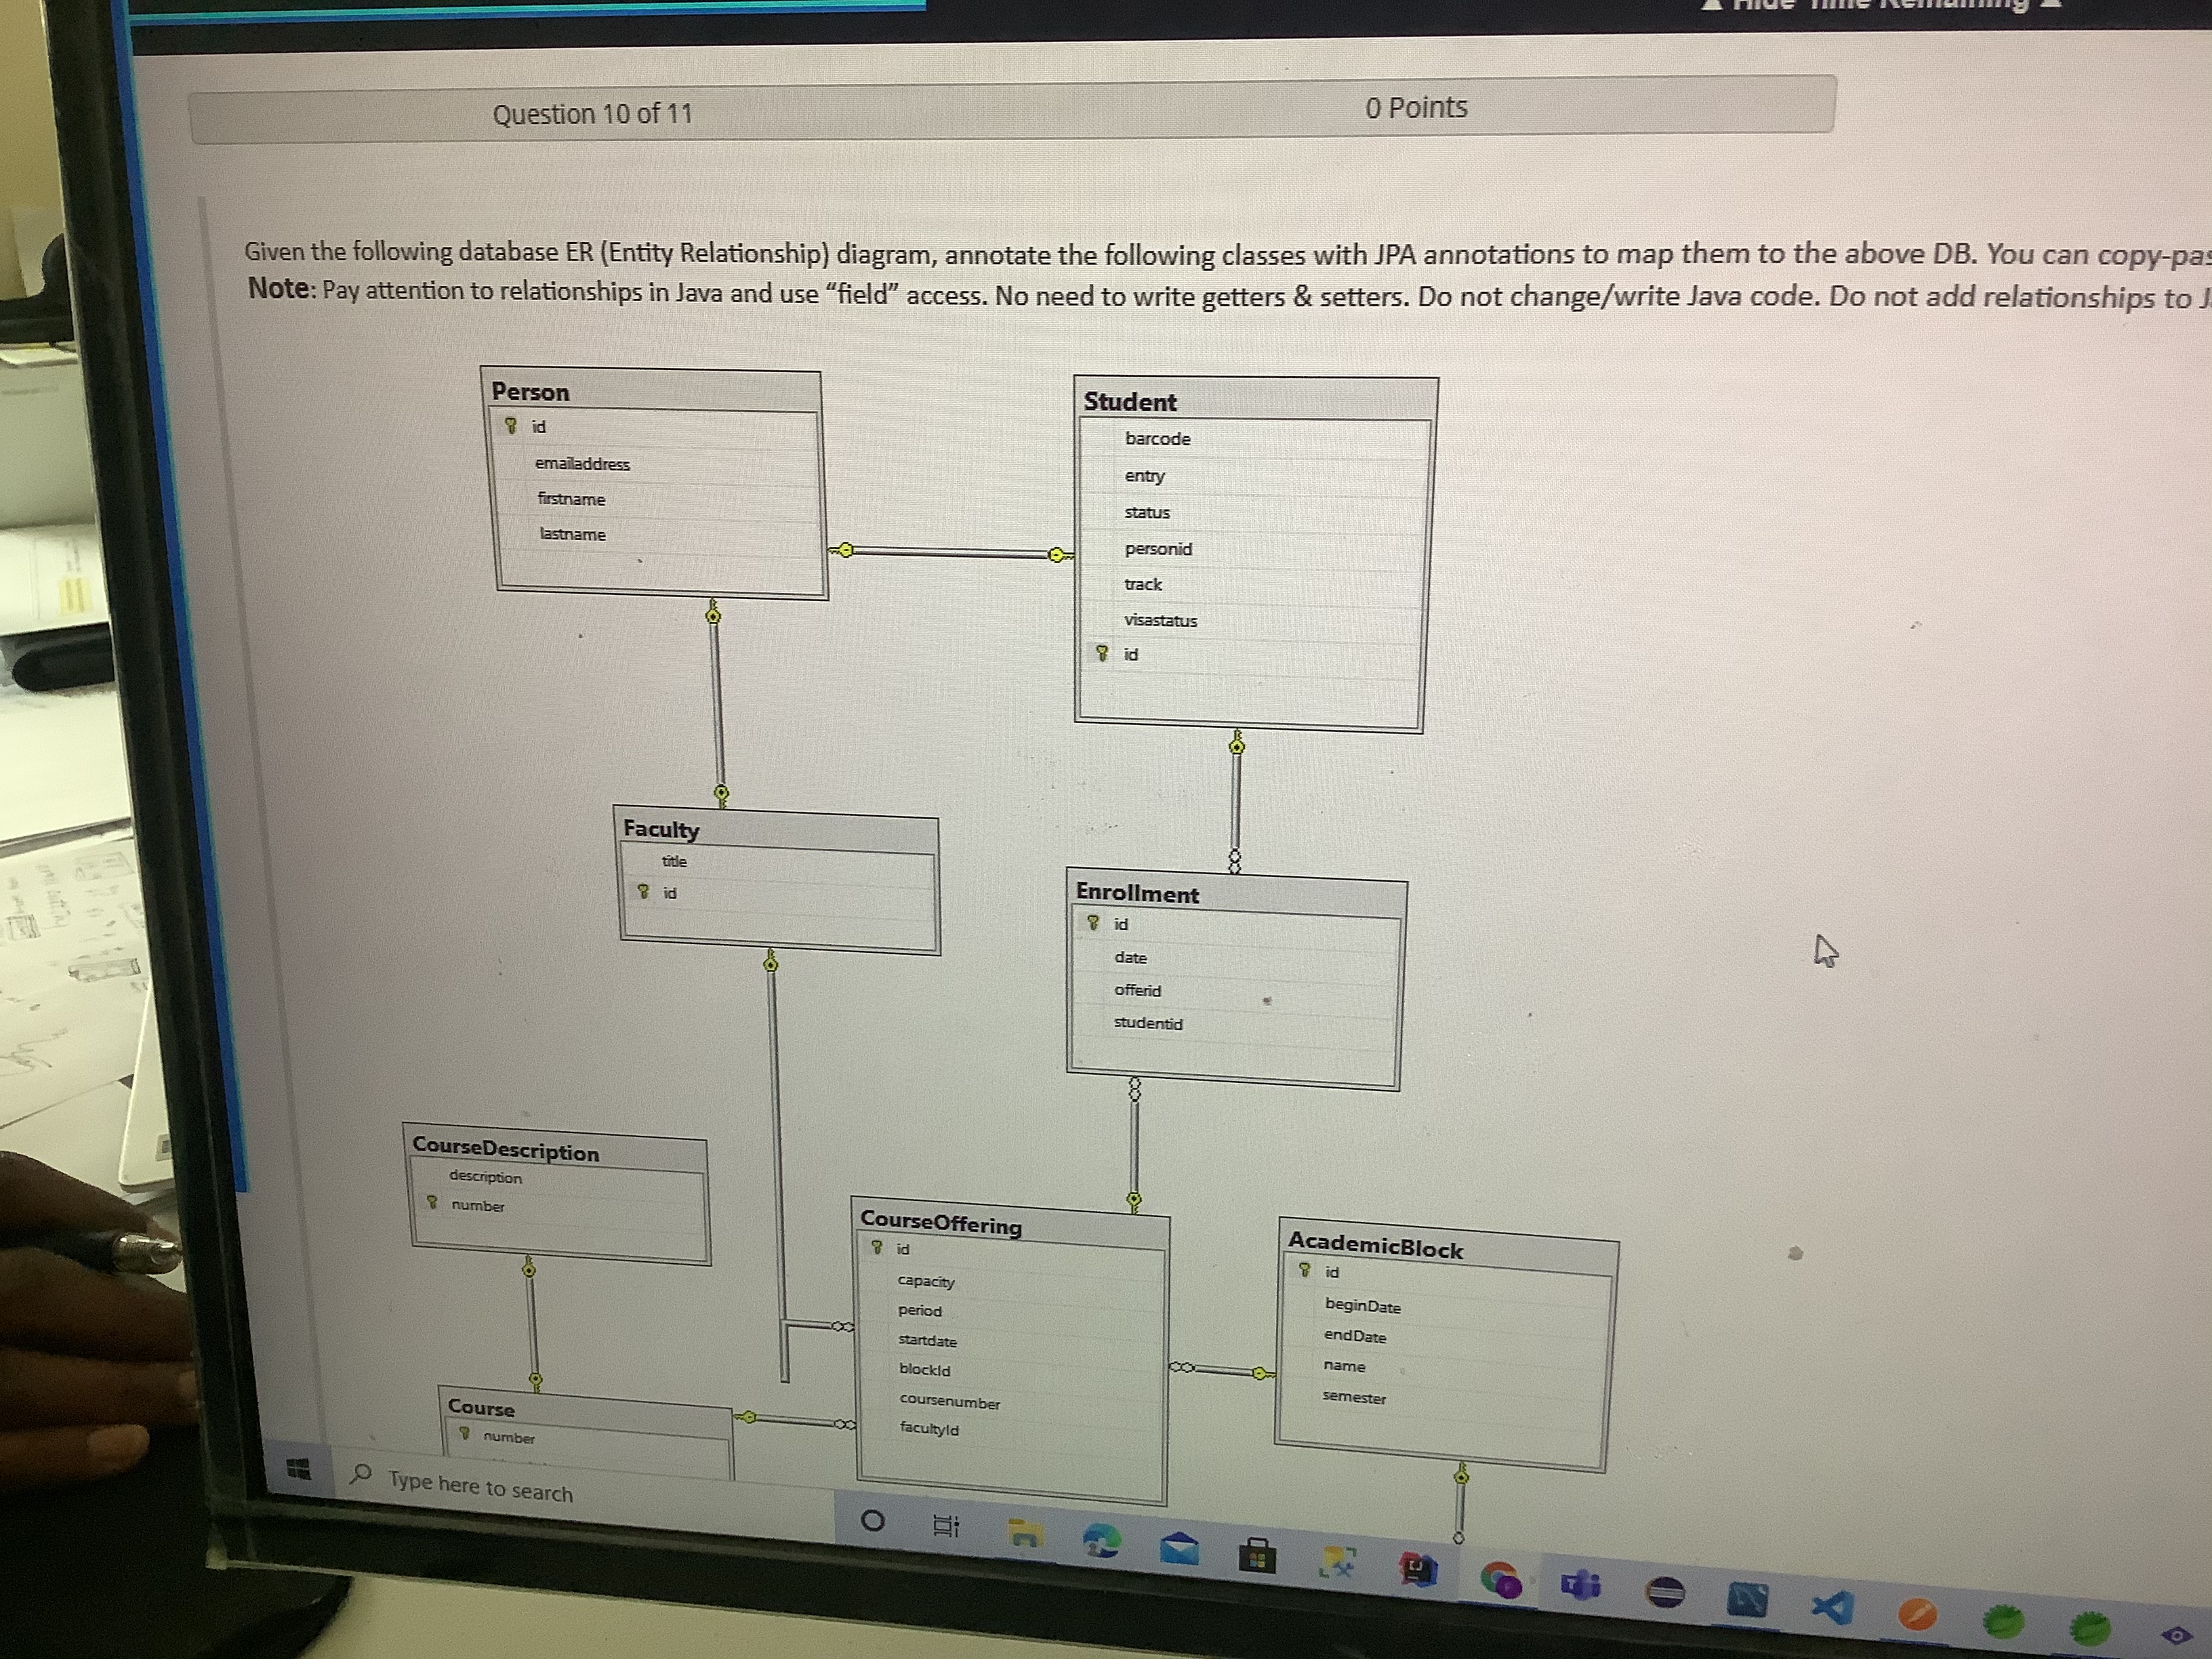 Hide Time Remaining
Question 10 of 11
0 Points
Given the following database ER (Entity Relationship) diagram, annotate the following classes with JPA annotations to map them to the above DB. You can copy-pas
Note: Pay attention to relationships in Java and use “field” access. No need to write getters & setters. Do not change/write Java code. Do not add relationships to J
Person
id
emailaddress
firstname
lastname
Student
barcode
entry
status
personid
track
visastatus
id
Faculty
title
id
Enrollment
id
date
offerid
studentid
CourseDescription
description
number
CourseOffering
id
capacity
period
startdate
blockId
coursenumber
facultyId
AcademicBlock
id
beginDate
endDate
name
semester
Course
number
Type here to search